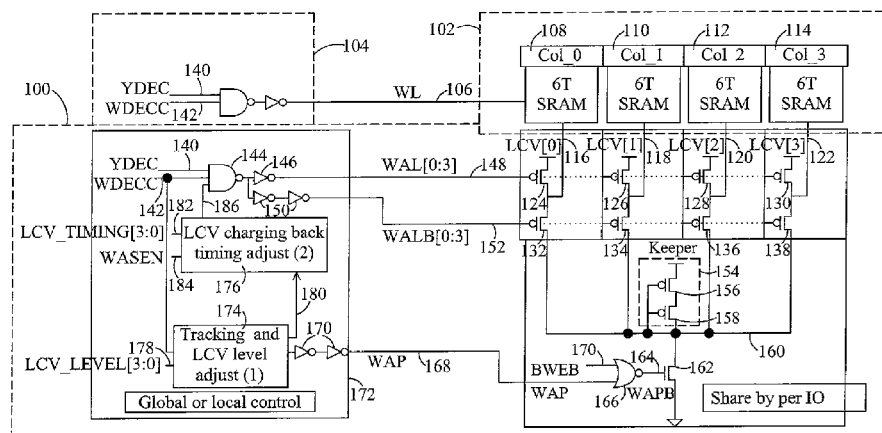 102
108
110
112
114
104
Col_0
Col_1
Col_2
Col_3
100
140
YDEC
WDECC
142
WL
106
6T
SRAM
6T
SRAM
6T
SRAM
6T
SRAM
140
144
146
YDEC
WDECC
142
186
182
150
WAL[0:3]
148
LCV[0]
LCV[1]
LCV[2]
LCV[3]
116
118
120
122
124
126
128
130
LCV_TIMING[3:0]
LCV charging back
timing adjust (2)
WASEN
184
176
180
174
WALB[0:3]
152
132
134
136
138
Keeper
154
156
158
178
LCV_LEVEL[3:0]
Tracking and
LCV level
adjust (1)
170
WAP
168
172
160
170
BWEB
WAP
164
162
166
WAPB
Global or local control
Share by per IO